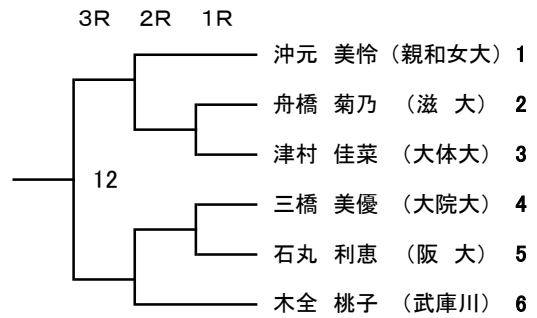 3R 2R 1R
沖元 美怜（親和女大）1
舟橋 菊乃 （滋 大） 2
津村 佳菜 （大体大） 3
12
三橋 美優 （大院大） 4
石丸 利恵 （阪 大） 5
木全 桃子 （武庫川） 6